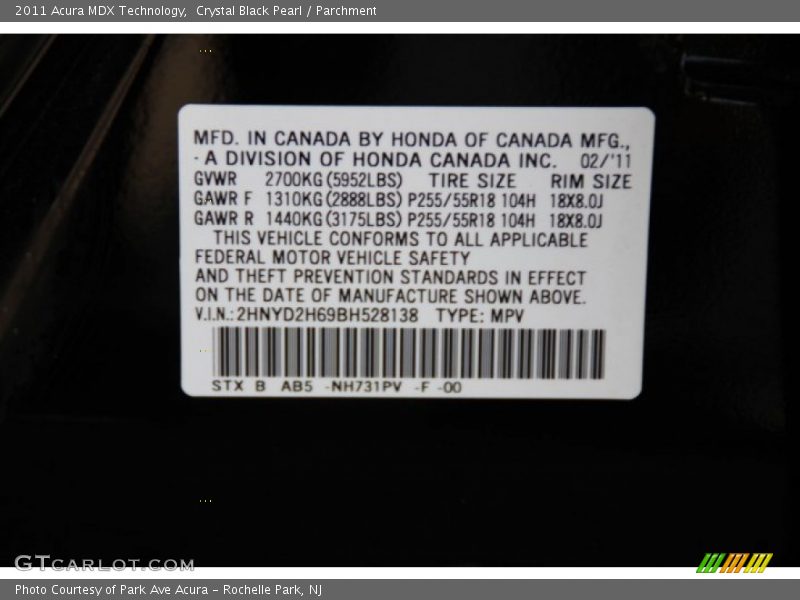 2011 Acura MDX Technology,  Crystal Black Pearl / Parchment
MFD. IN CANADA BY HONDA OF CANADA MFG.,
- A DIVISION OF HONDA CANADA INC.  02/'11
GVWR  2700KG(5952LBS)  TIRE SIZE  RIM SIZE
GAWR F  1310KG(2888LBS) P255/55R18 104H  18X8.0J
GAWR R  1440KG(3175LBS) P255/55R18 104H  18X8.0J
THIS VEHICLE CONFORMS TO ALL APPLICABLE
FEDERAL MOTOR VEHICLE SAFETY
AND THEFT PREVENTION STANDARDS IN EFFECT
ON THE DATE OF MANUFACTURE SHOWN ABOVE.
V.I.N.:2HNYD2H69BH528138  TYPE: MPV
STX B  AB5  -NH731PV  -F -00
GTCARLOT.COM
Photo Courtesy of Park Ave Acura - Rochelle Park, NJ